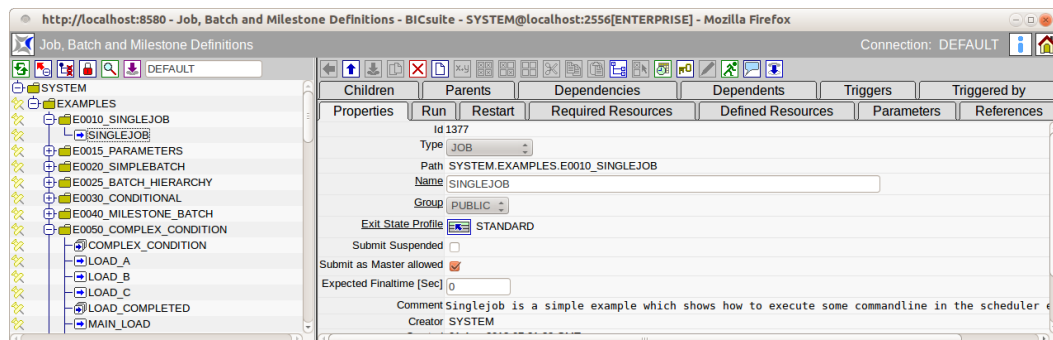 http://localhost:8580 - Job, Batch and Milestone Definitions - BICsuite - SYSTEM@localhost:2556[ENTERPRISE] - Mozilla Firefox
Job, Batch and Milestone Definitions
Connection: DEFAULT
DEFAULT
SYSTEM
EXAMPLES
E0010_SINGLEJOB
SINGLEJOB
E0015_PARAMETERS
E0020_SIMPLEBATCH
E0025_BATCH_HIERARCHY
E0030_CONDITIONAL
E0040_MILESTONE_BATCH
E0050_COMPLEX_CONDITION
COMPLEX_CONDITION
LOAD_A
LOAD_B
LOAD_C
LOAD_COMPLETED
MAIN_LOAD
Children Parents Dependencies Dependents Triggers Triggered by
Properties Run Restart Required Resources Defined Resources Parameters References
Id 1377
Type JOB
Path SYSTEM.EXAMPLES.E0010_SINGLEJOB
Name SINGLEJOB
Group PUBLIC
Exit State Profile STANDARD
Submit Suspended
Submit as Master allowed
Expected Finaltime [Sec] 0
Comment Singlejob is a simple example which shows how to execute some commandline in the scheduler
Creator SYSTEM